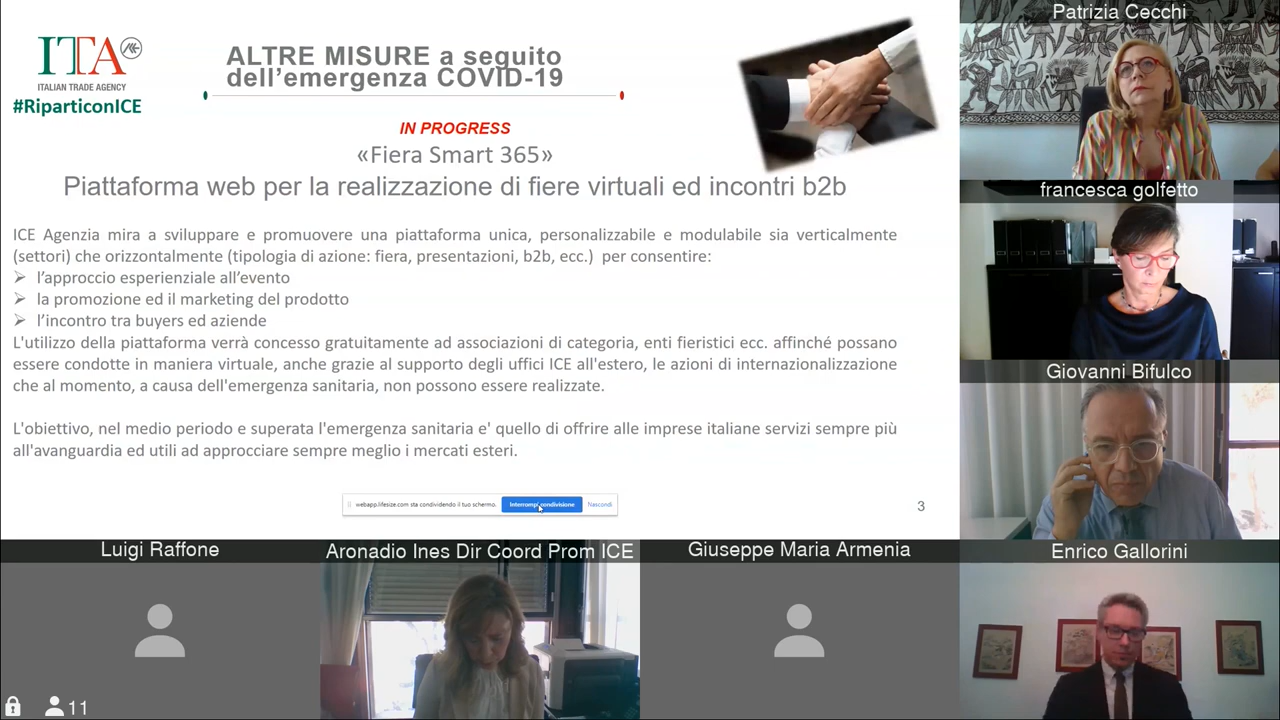 ITA
ITALIAN TRADE AGENCY
#RiparticonICE
ALTRE MISURE a seguito
dell'emergenza COVID-19
IN PROGRESS
«Fiera Smart 365»
Piattaforma web per la realizzazione di fiere virtuali ed incontri b2b
ICE Agenzia mira a sviluppare e promuovere una piattaforma unica, personalizzabile e modulabile sia verticalmente
(settori) che orizzontalmente (tipologia di azione: fiera, presentazioni, b2b, ecc.) per consentire:
l'approccio esperienziale all'evento
la promozione ed il marketing del prodotto
l'incontro tra buyers ed aziende
L'utilizzo della piattaforma verrà concesso gratuitamente ad associazioni di categoria, enti fieristici ecc. affinché possano
essere condotte in maniera virtuale, anche grazie al supporto degli uffici ICE all'estero, le azioni di internazionalizzazione
che al momento, a causa dell'emergenza sanitaria, non possono essere realizzate.
L'obiettivo, nel medio periodo e superata l'emergenza sanitaria e' quello di offrire alle imprese italiane servizi sempre più
all'avanguardia ed utili ad approcciare sempre meglio i mercati esteri.
webapp.lifesize.com sta condividendo il tuo schermo.
Interrompi condivisione
Nascondi
3
Patrizia Cecchi
francesca golfetto
Giovanni Bifulco
Luigi Raffone
Aronadio Ines Dir Coord Prom ICE
Giuseppe Maria Armenia
Enrico Gallorini
11